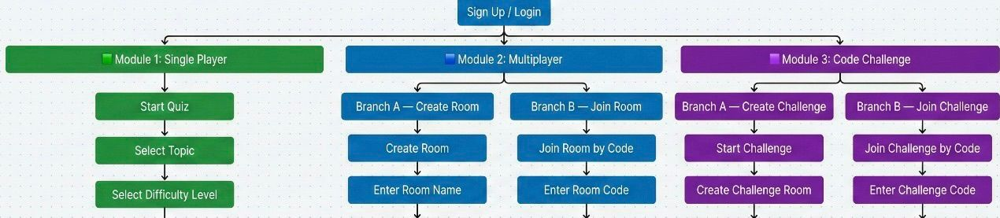 Sign Up / Login
Module 1: Single Player
Module 2: Multiplayer
Module 3: Code Challenge
Start Quiz
Branch A — Create Room
Branch B — Join Room
Branch A — Create Challenge
Branch B — Join Challenge
Select Topic
Create Room
Join Room by Code
Start Challenge
Join Challenge by Code
Select Difficulty Level
Enter Room Name
Enter Room Code
Create Challenge Room
Enter Challenge Code